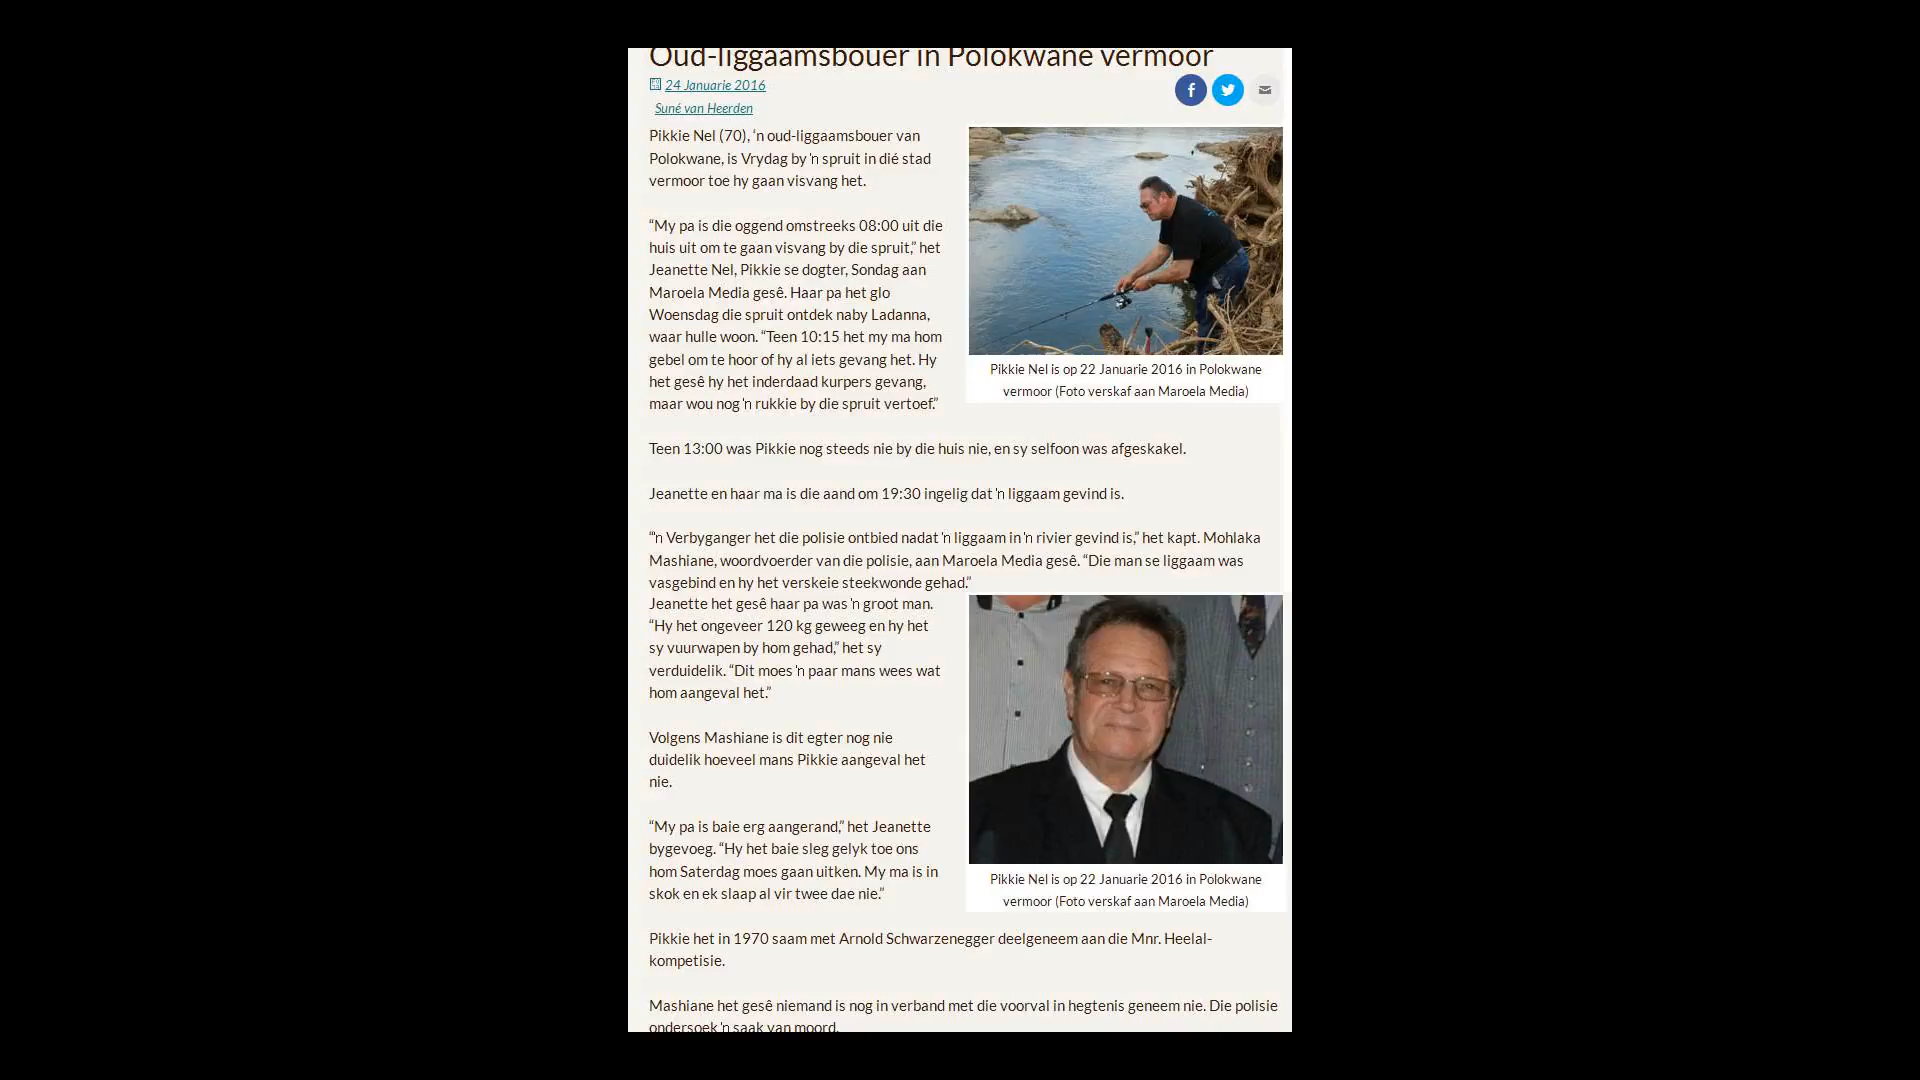 Oud-liggaamsbouer in Polokwane vermoor
24 Januarie 2016
Suné van Heerden
Pikkie Nel (70), ‘n oud-liggaamsbouer van
Polokwane, is Vrydag by ‘n spruit in dié stad
vermoor toe hy gaan visvang het.
“My pa is die oggend omstreeks 08:00 uit die
huis uit om te gaan visvang by die spruit,” het
Jeanette Nel, Pikkie se dogter, Sondag aan
Maroela Media gesê. Haar pa het glo
Woensdag die spruit ontdek naby Ladanna,
waar hulle woon. “Teen 10:15 het my ma hom
gebel om te hoor of hy al iets gevang het. Hy
het gesê hy het inderdaad kurpers gevang,
maar wou nog ‘n rukkie by die spruit vertoef.”
Pikkie Nel is op 22 Januarie 2016 in Polokwane
vermoor (Foto verskaf aan Maroela Media)
Teen 13:00 was Pikkie nog steeds nie by die huis nie, en sy selfoon was afgeskakel.
Jeanette en haar ma is die aand om 19:30 ingelig dat ‘n liggaam gevind is.
“‘n Verbyganger het die polisie ontbied nadat ‘n liggaam in ‘n rivier gevind is,” het kapt. Mohlaka
Mashiane, woordvoerder van die polisie, aan Maroela Media gesê. “Die man se liggaam was
vasgebind en hy het verskeie steekwonde gehad.”
Jeanette het gesê haar pa was ‘n groot man.
“Hy het ongeveer 120 kg geweeg en hy het
sy vuurwapen by hom gehad,” het sy
verduidelik. “Dit moes ‘n paar mans wees wat
hom aangeval het.”
Volgens Mashiane is dit egter nog nie
duidelik hoeveel mans Pikkie aangeval het
nie.
“My pa is baie erg aangerand,” het Jeanette
bygevoeg. “Hy het baie sleg gelyk toe ons
hom Saterdag moes gaan uitken. My ma is in
skok en ek slaap al vir twee dae nie.”
Pikkie Nel is op 22 Januarie 2016 in Polokwane
vermoor (Foto verskaf aan Maroela Media)
Pikkie het in 1970 saam met Arnold Schwarzenegger deelgeneem aan die Mnr. Heelal-
kompetisie.
Mashiane het gesê niemand is nog in verband met die voorval in hegtenis geneem nie. Die polisie
ondersoek ‘n saak van moord.